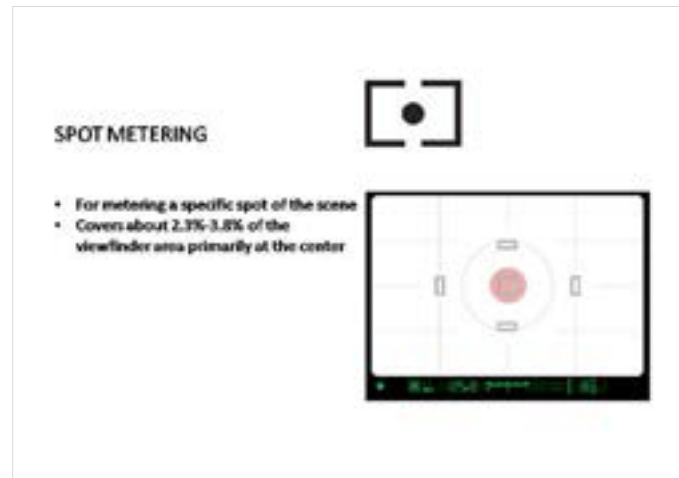 SPOT METERING
• For metering a specific spot of the scene
• Covers about 2.3%-3.8% of the
viewfinder area primarily at the center